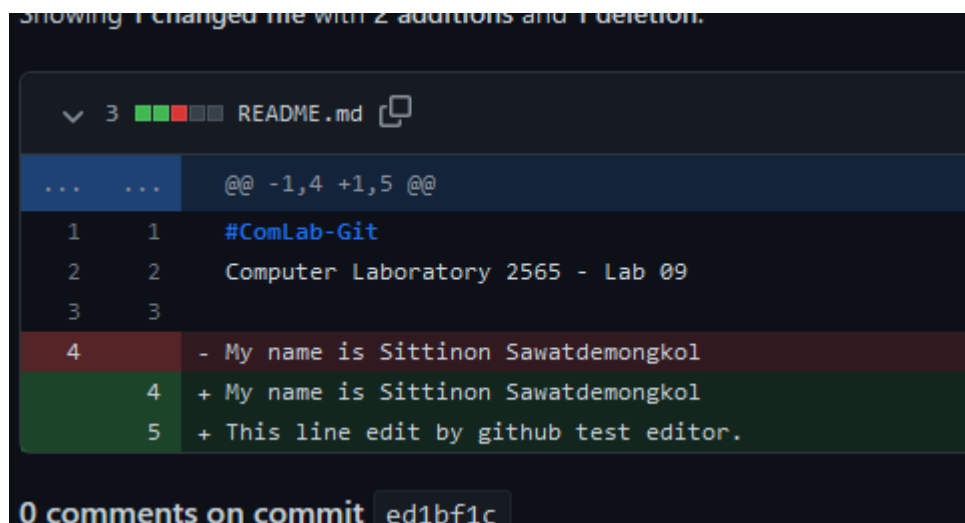 Showing 1 changed file with 2 additions and 1 deletion.
3 README.md
... ... @@ -1,4 +1,5 @@
1 1 #ComLab-Git
2 2 Computer Laboratory 2565 - Lab 09
3 3
4 - My name is Sittinon Sawatdemongkol
4 + My name is Sittinon Sawatdemongkol
5 + This line edit by github test editor.
0 comments on commit ed1bf1c